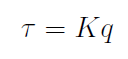 τ = Kq